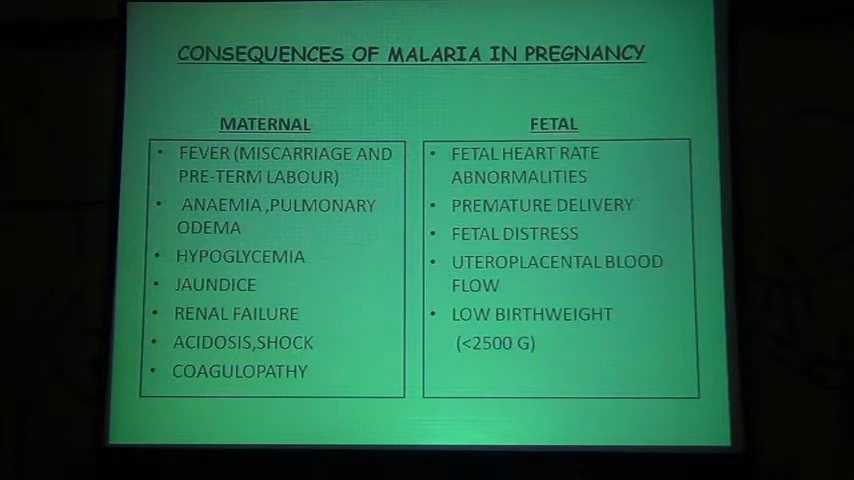 CONSEQUENCES OF MALARIA IN PREGNANCY
MATERNAL
• FEVER (MISCARRIAGE AND
PRE-TERM LABOUR)
• ANAEMIA ,PULMONARY
ODEMA
• HYPOGLYCEMIA
• JAUNDICE
• RENAL FAILURE
• ACIDOSIS,SHOCK
• COAGULOPATHY
FETAL
• FETAL HEART RATE
ABNORMALITIES
• PREMATURE DELIVERY
• FETAL DISTRESS
• UTEROPLACENTAL BLOOD
FLOW
• LOW BIRTHWEIGHT
(<2500 G)